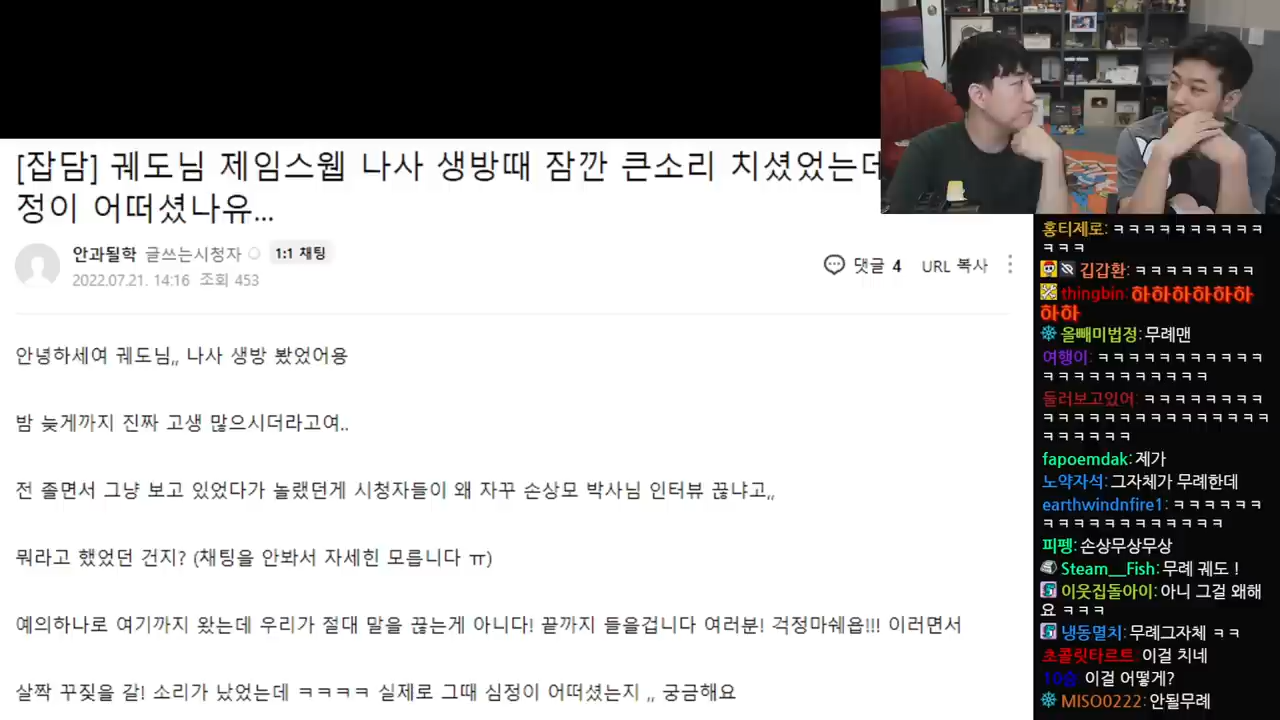 [잡담] 궤도님 제임스웹 나사 생방때 잠깐 큰소리 치셨었는데
정이 어떠셨나유...
안과될학 글쓰는시청자 1:1 채팅
2022.07.21. 14:16 조회 453
댓글 4 URL 복사
안녕하세여 궤도님,, 나사 생방 봤었어용
밤 늦게까지 진짜 고생 많으시더라고여..
전 졸면서 그냥 보고 있었다가 놀랬던게 시청자들이 왜 자꾸 손상모 박사님 인터뷰 끊냐고,,
뭐라고 했었던 건지? (채팅을 안봐서 자세힌 모릅니다 ㅠ)
예의하나로 여기까지 왔는데 우리가 절대 말을 끊는게 아니다! 끝까지 들을겁니다 여러분! 걱정마쉐욥!!! 이러면서
살짝 꾸짖을 갈! 소리가 났었는데 ㅋㅋㅋㅋ 실제로 그때 심정이 어떠셨는지 ,, 궁금해요
홍티제로: ㅋㅋㅋㅋㅋㅋㅋㅋㅋㅋ
ㅋㅋㅋ
김갑환: ㅋㅋㅋㅋㅋㅋㅋㅋ
thingbin: 하하하하하하
하하
올빼미법정: 무례맨
여행이: ㅋㅋㅋㅋㅋㅋㅋㅋㅋㅋㅋ
ㅋㅋㅋㅋㅋㅋㅋㅋㅋㅋㅋ
둘러보고있어: ㅋㅋㅋㅋㅋㅋㅋㅋ
ㅋㅋㅋㅋㅋㅋㅋㅋㅋㅋㅋㅋㅋㅋㅋ
ㅋㅋㅋㅋㅋㅋ
fapoemdak: 제가
노약자석: 그자체가 무례한데
earthwindnfire1: ㅋㅋㅋㅋㅋㅋ
ㅋㅋㅋㅋㅋㅋㅋㅋㅋㅋㅋㅋ
피펭: 손상무상무상
Steam__Fish: 무례 궤도 !
이웃집돌아이: 아니 그걸 왜해
요 ㅋㅋㅋ
냉동멸치: 무례그자체 ㅋㅋ
초콜릿타르트: 이걸 치네
10승: 이걸 어떻게?
MISO0222: 안될무례